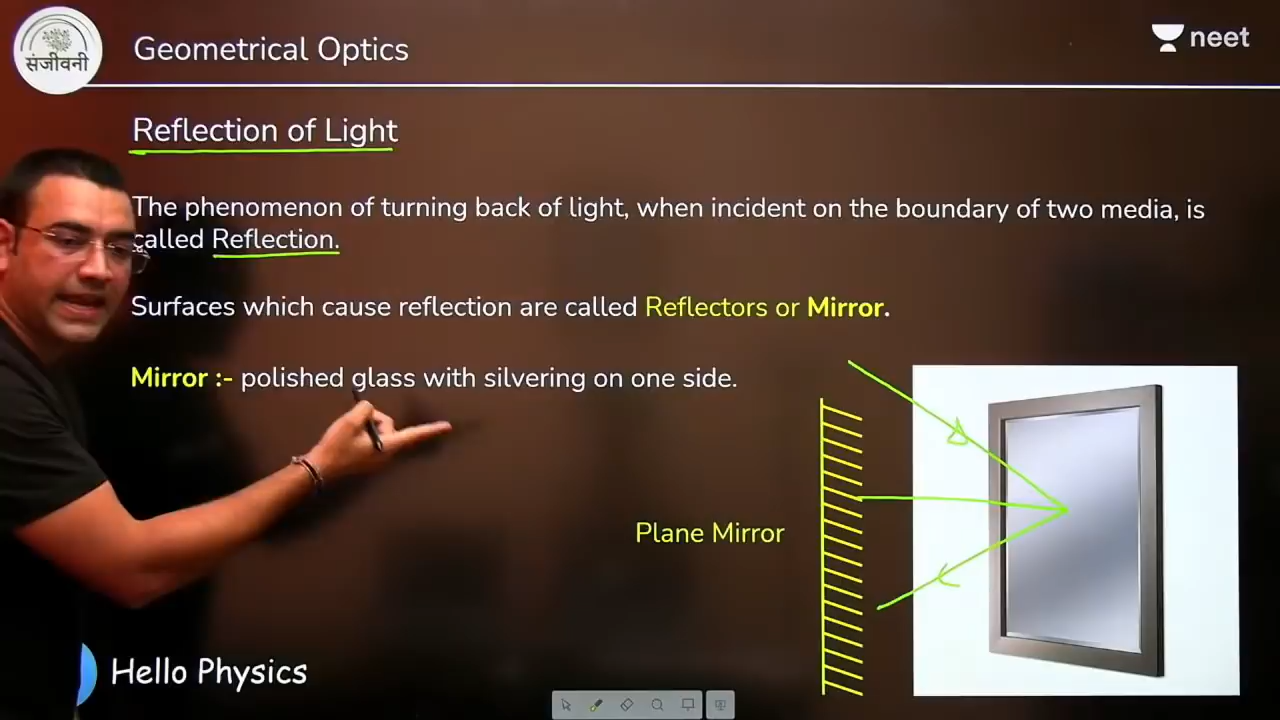 संजीवनी
Geometrical Optics
neet
Reflection of Light
The phenomenon of turning back of light, when incident on the boundary of two media, is
called Reflection.
Surfaces which cause reflection are called Reflectors or Mirror.
Mirror :- polished glass with silvering on one side.
Plane Mirror
Hello Physics